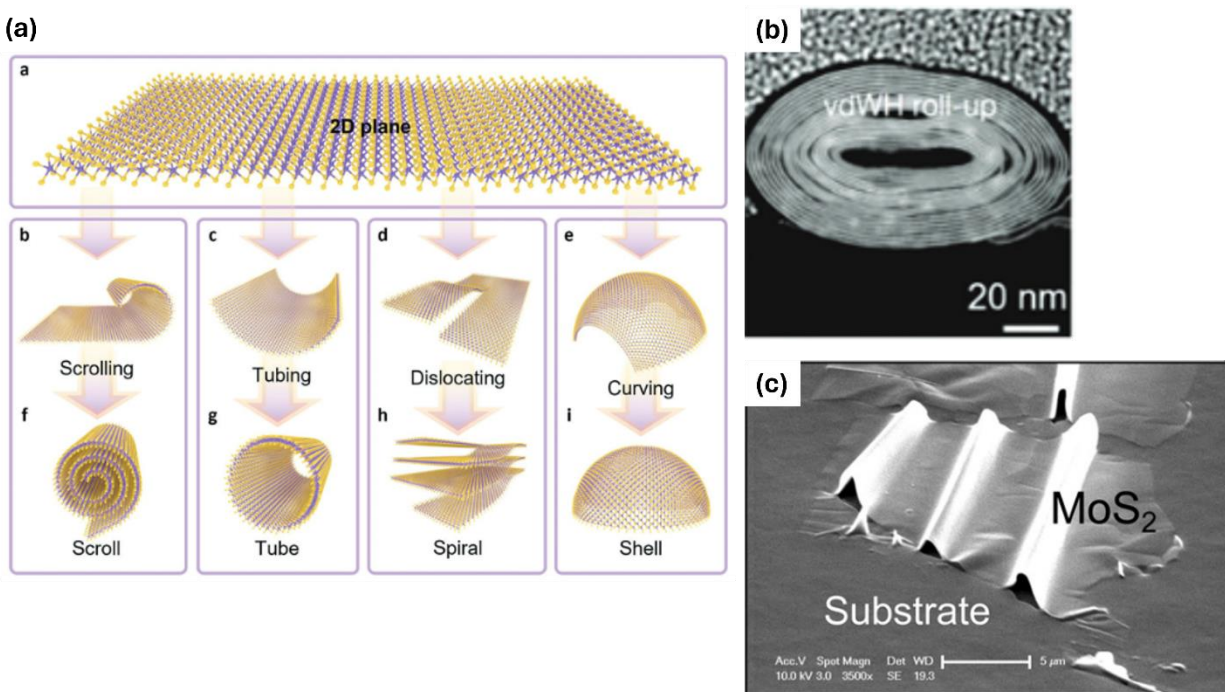 (a)
a
2D plane
b
c
d
e
Scrolling
Tubing
Dislocating
Curving
f
g
h
i
Scroll
Tube
Spiral
Shell
(b)
vdWH roll-up
20 nm
(c)
MoS₂
Substrate
Acc.V Spot Magn Det WD 5 μm
10.0 kV 3.0 3500x SE 19.3